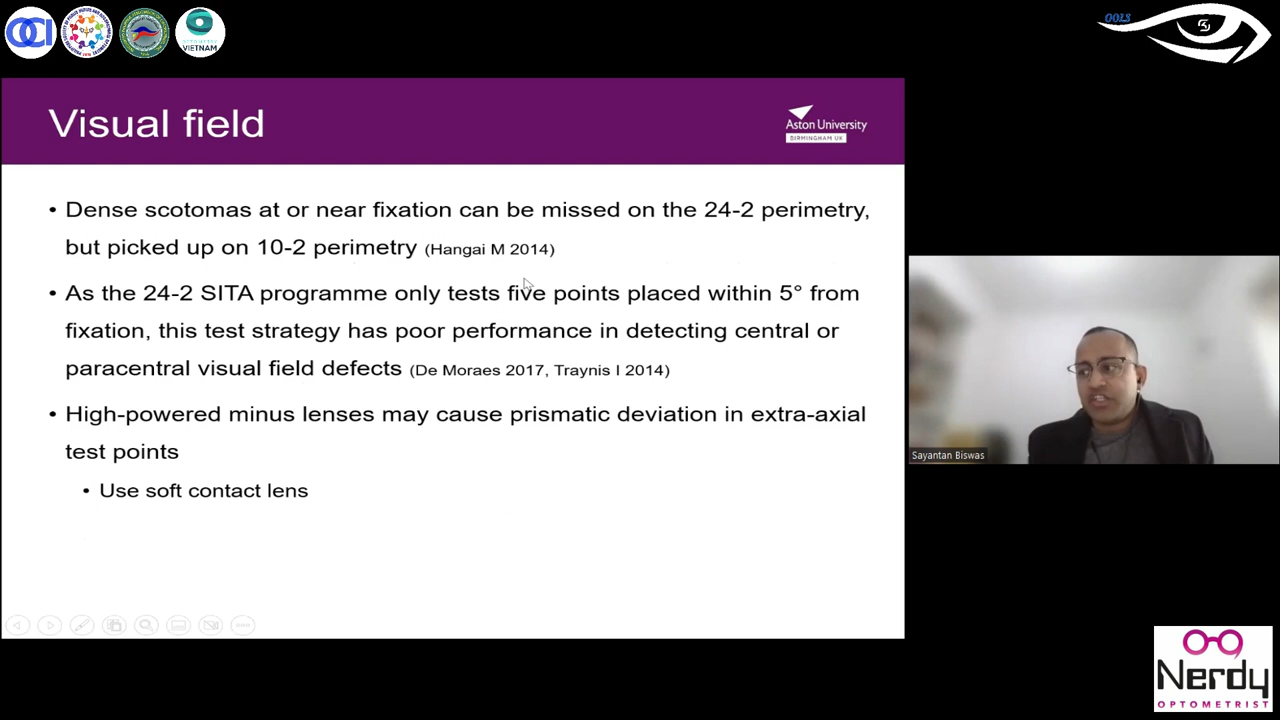 OCI
VIETNAM
OOLS
Visual field
Aston University
BIRMINGHAM UK
• Dense scotomas at or near fixation can be missed on the 24-2 perimetry,
but picked up on 10-2 perimetry (Hangai M 2014)
• As the 24-2 SITA programme only tests five points placed within 5° from
fixation, this test strategy has poor performance in detecting central or
paracentral visual field defects (De Moraes 2017, Traynis I 2014)
• High-powered minus lenses may cause prismatic deviation in extra-axial
test points
• Use soft contact lens
Sayantan Biswas
Nerdy
OPTOMETRIST